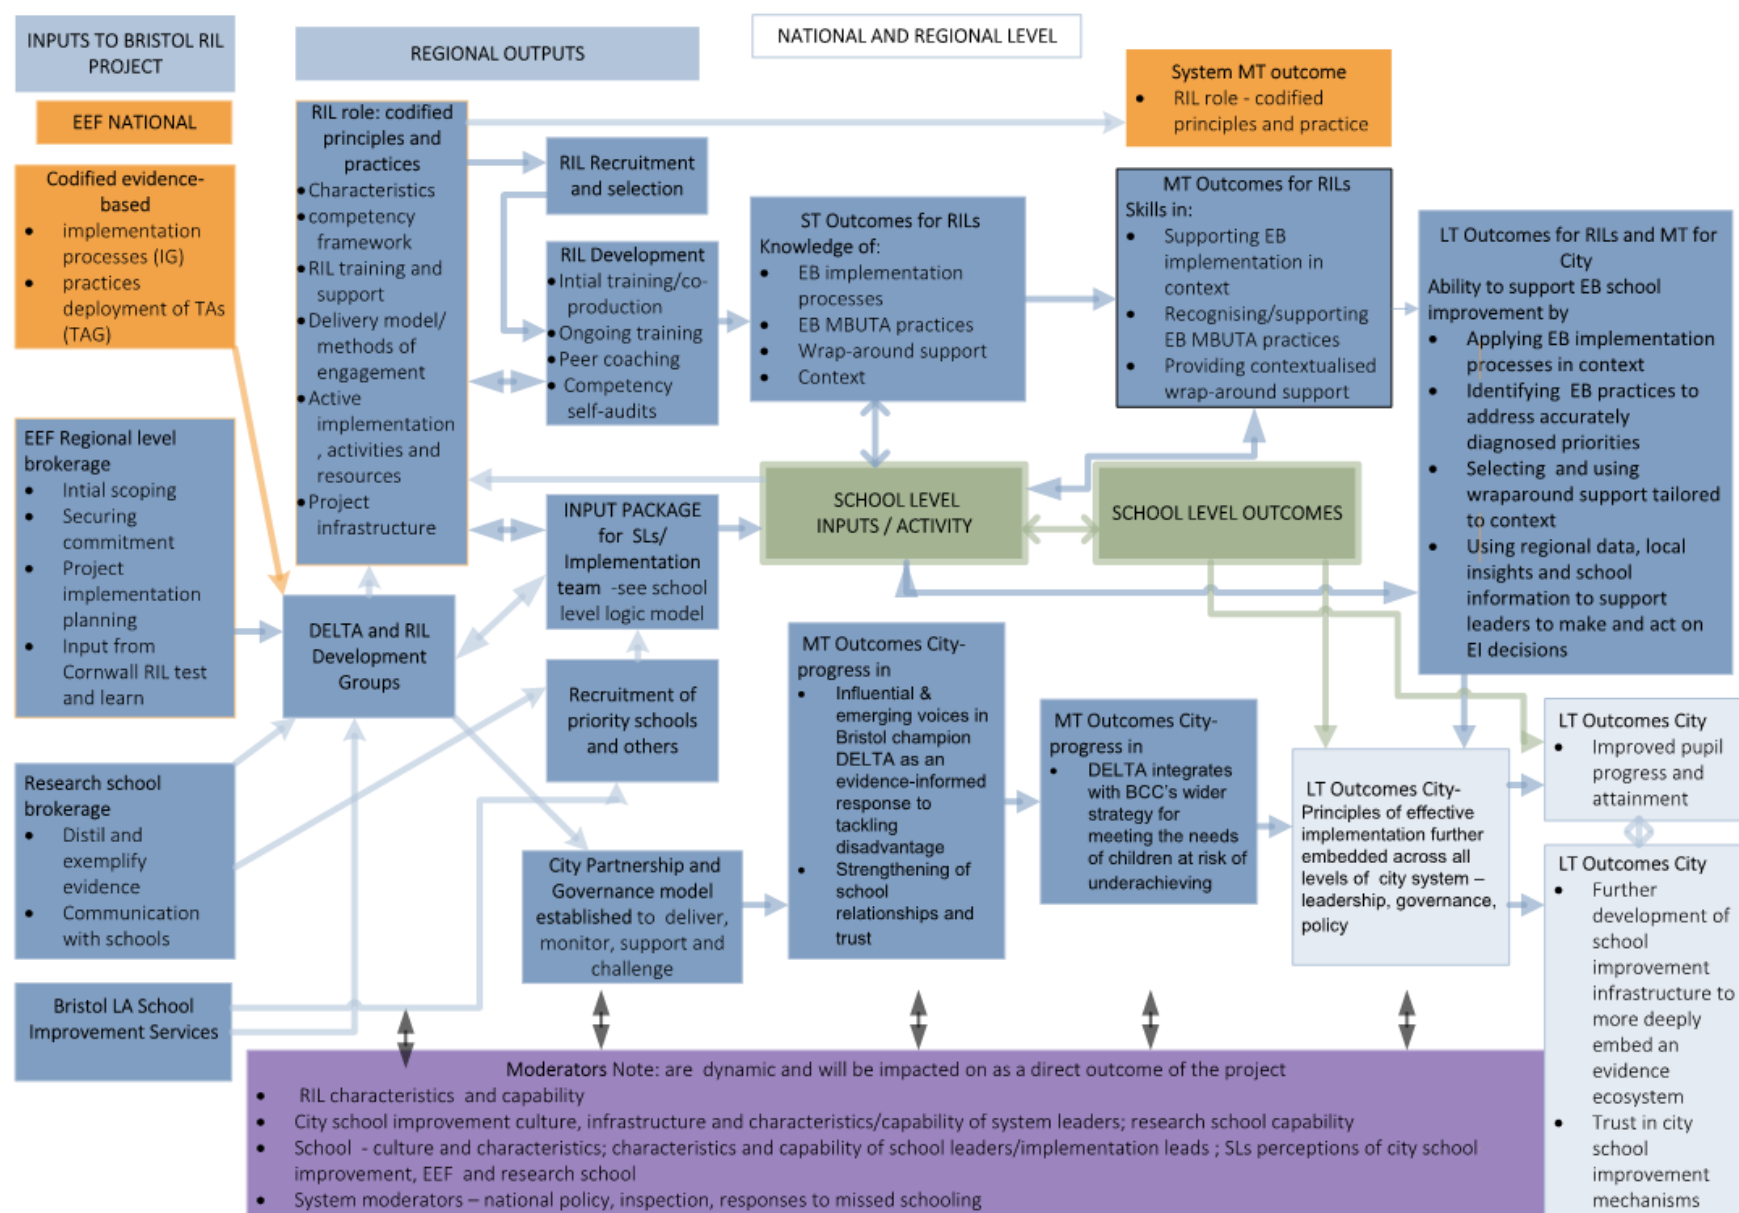 INPUTS TO BRISTOL RIL
PROJECT
EEF NATIONAL
Codified evidence-
based
• implementation
processes (IG)
• practices
deployment of TAs
(TAG)
EEF Regional level
brokerage
• Intial scoping
• Securing
commitment
• Project
implementation
planning
• Input from
Cornwall RIL test
and learn
Research school
brokerage
• Distil and
exemplify
evidence
• Communication
with schools
Bristol LA School
Improvement Services
REGIONAL OUTPUTS
RIL role: codified
principles and
practices
• Characteristics
• competency
framework
• RIL training and
support
• Delivery model/
methods of
engagement
• Active
implementation
, activities and
resources
• Project
infrastructure
DELTA and RIL
Development
Groups
RIL Recruitment
and selection
RIL Development
• Intial training/co-
production
• Ongoing training
• Peer coaching
• Competency
self-audits
INPUT PACKAGE
for SLs/
Implementation
team -see school
level logic model
Recruitment of
priority schools
and others
City Partnership and
Governance model
established to deliver,
monitor, support and
challenge
NATIONAL AND REGIONAL LEVEL
ST Outcomes for RILs
Knowledge of:
• EB implementation
processes
• EB MBUTA practices
• Wrap-around support
• Context
SCHOOL LEVEL
INPUTS / ACTIVITY
SCHOOL LEVEL OUTCOMES
MT Outcomes City-
progress in
• Influential &
emerging voices in
Bristol champion
DELTA as an
evidence-informed
response to
tackling
disadvantage
• Strengthening of
school
relationships and
trust
MT Outcomes City-
progress in
• DELTA integrates
with BCC's wider
strategy for
meeting the needs
of children at risk of
underachieving
System MT outcome
• RIL role - codified
principles and practice
MT Outcomes for RILs
Skills in:
• Supporting EB
implementation in
context
• Recognising/supporting
EB MBUTA practices
• Providing contextualised
wrap-around support
LT Outcomes for RILs and MT for
City
Ability to support EB school
improvement by
• Applying EB implementation
processes in context
• Identifying EB practices to
address accurately
diagnosed priorities
• Selecting and using
wraparound support tailored
to context
• Using regional data, local
insights and school
information to support
leaders to make and act on
EI decisions
LT Outcomes City-
Principles of effective
implementation further
embedded across all
levels of city system –
leadership, governance,
policy
LT Outcomes City
• Improved pupil
progress and
attainment
LT Outcomes City
• Further
development of
school
improvement
infrastructure to
more deeply
embed an
evidence
ecosystem
• Trust in city
school
improvement
mechanisms
Moderators Note: are dynamic and will be impacted on as a direct outcome of the project
• RIL characteristics and capability
• City school improvement culture, infrastructure and characteristics/capability of system leaders; research school capability
• School - culture and characteristics; characteristics and capability of school leaders/implementation leads ; SLs perceptions of city school
improvement, EEF and research school
• System moderators – national policy, inspection, responses to missed schooling